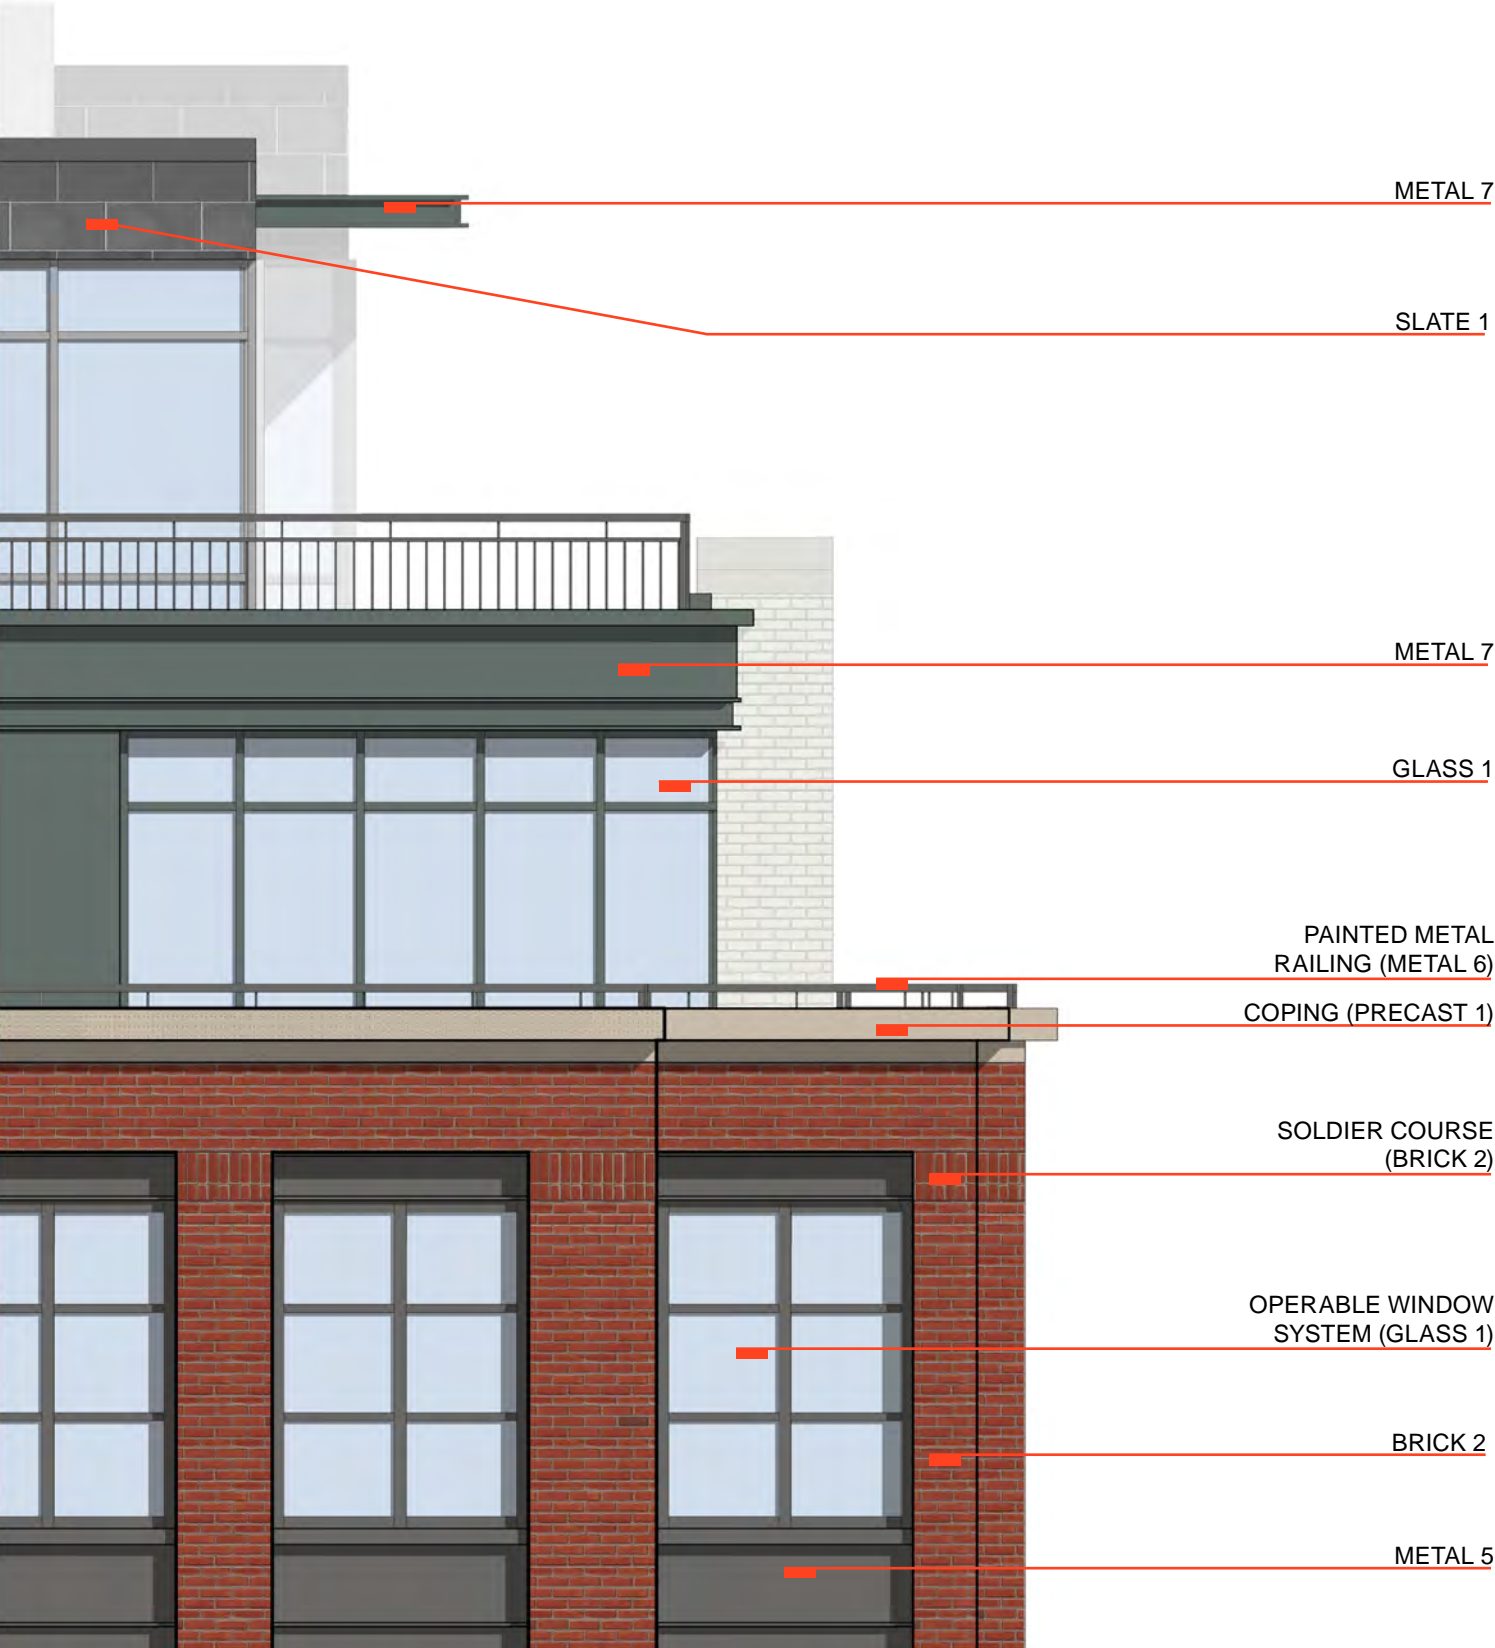 METAL 7
SLATE 1
METAL 7
GLASS 1
PAINTED METAL
RAILING (METAL 6)
COPING (PRECAST 1)
SOLDIER COURSE
(BRICK 2)
OPERABLE WINDOW
SYSTEM (GLASS 1)
BRICK 2
METAL 5